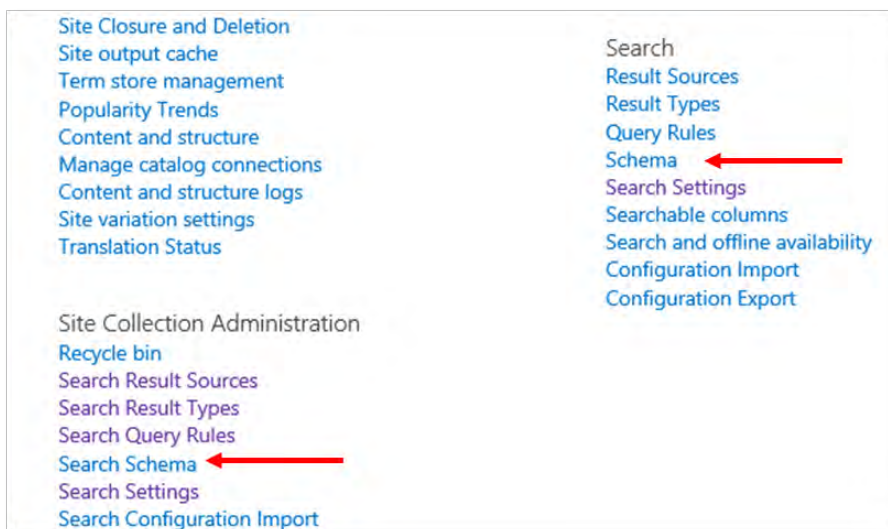 Site Closure and Deletion
Site output cache
Term store management
Popularity Trends
Content and structure
Manage catalog connections
Content and structure logs
Site variation settings
Translation Status
Site Collection Administration
Recycle bin
Search Result Sources
Search Result Types
Search Query Rules
Search Schema
Search Settings
Search Configuration Import
Search
Result Sources
Result Types
Query Rules
Schema
Search Settings
Searchable columns
Search and offline availability
Configuration Import
Configuration Export